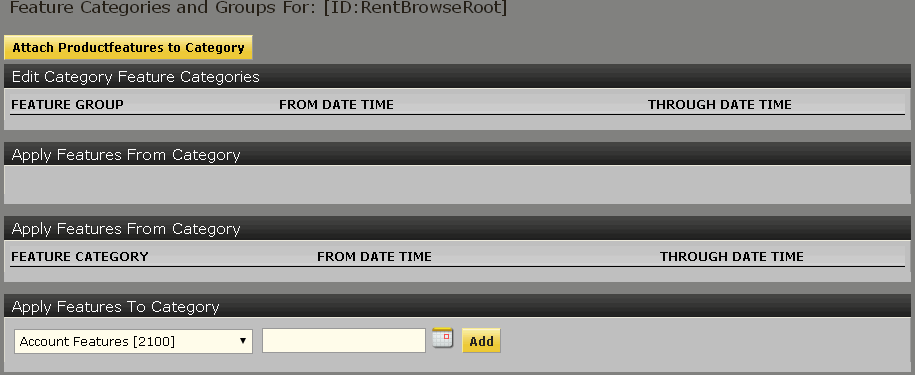 Feature Categories and Groups For: [ID:RentBrowseRoot]
Attach Productfeatures to Category
Edit Category Feature Categories
FEATURE GROUP FROM DATE TIME THROUGH DATE TIME
Apply Features From Category
Apply Features From Category
FEATURE CATEGORY FROM DATE TIME THROUGH DATE TIME
Apply Features To Category
Account Features [2100] Add